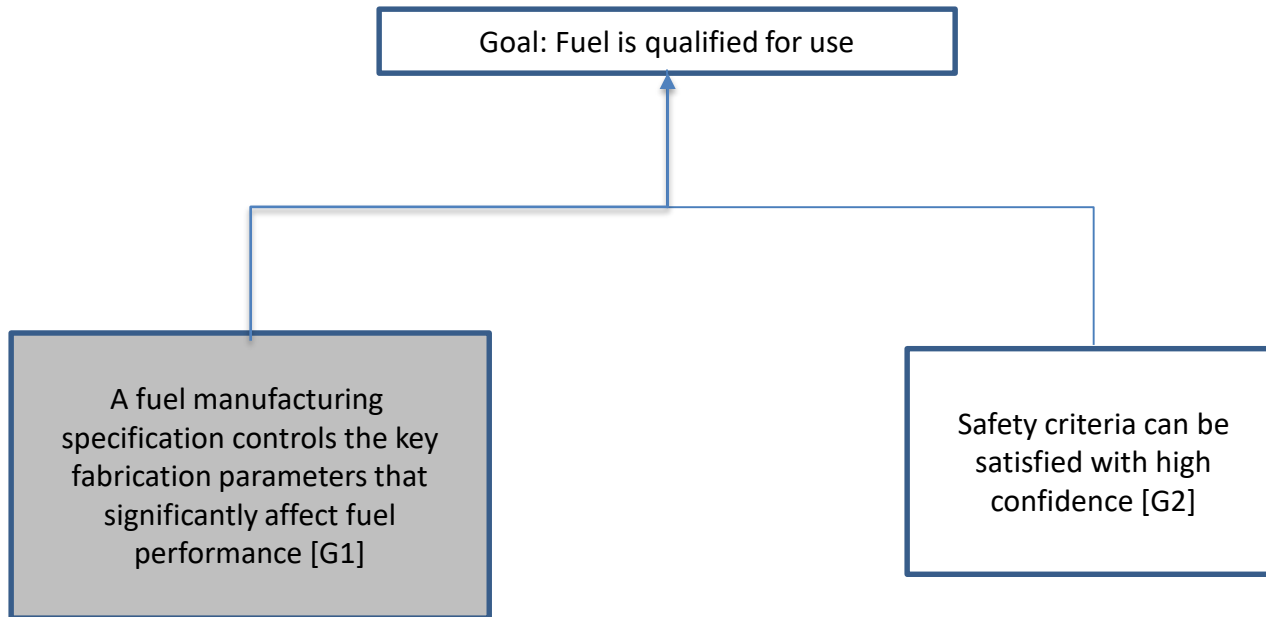 Goal: Fuel is qualified for use
A fuel manufacturing
specification controls the key
fabrication parameters that
significantly affect fuel
performance [G1]
Safety criteria can be
satisfied with high
confidence [G2]